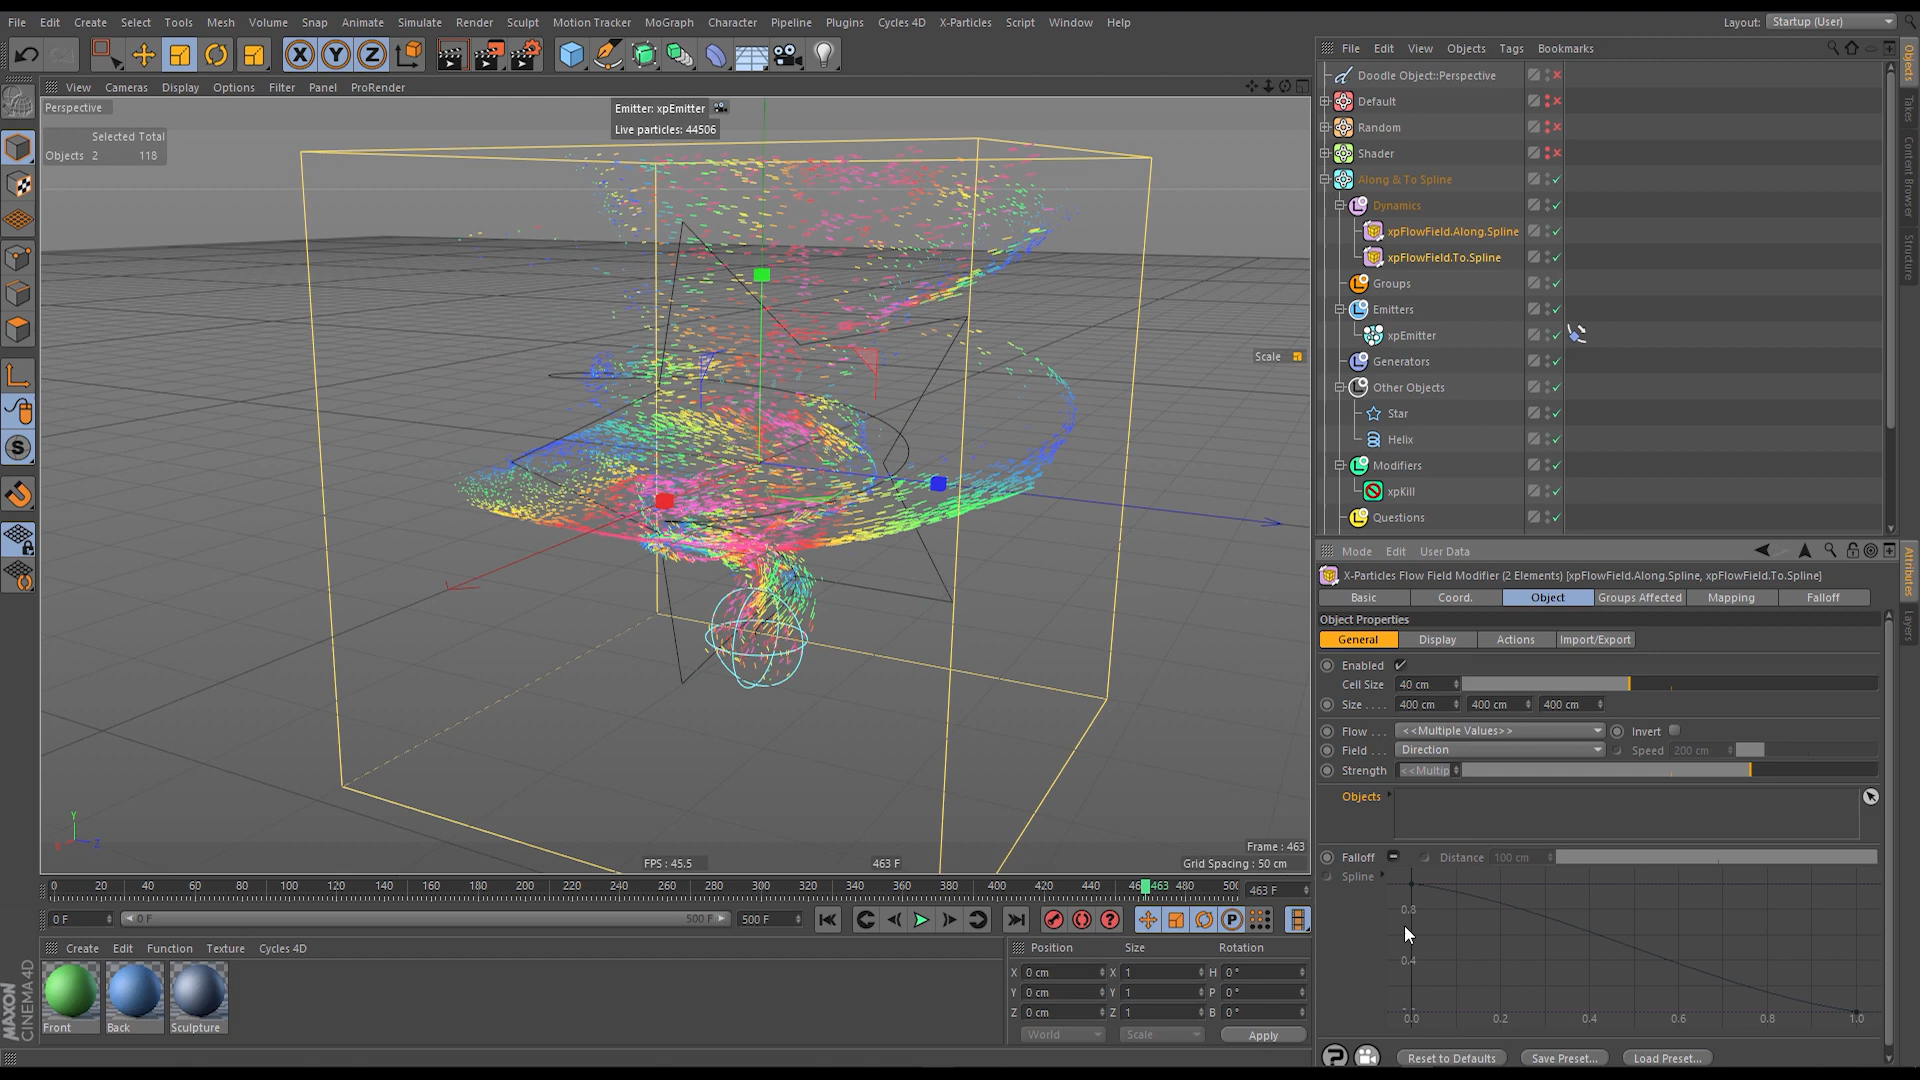 File Edit Create Select Tools Mesh Volume Snap Animate Simulate Render Sculpt Motion Tracker MoGraph Character Pipeline Plugins Cycles 4D X-Particles Script Window Help
Layout: Startup (User)
X Y Z
View Cameras Display Options Filter Panel ProRender
Perspective
Emitter: xpEmitter
Live particles: 44506
Selected Total
Objects 2 118
Scale
Y
Z
FPS : 45.5
463 F
Frame : 463
Grid Spacing : 50 cm
0 20 40 60 80 100 120 140 160 180 200 220 240 260 280 300 320 340 360 380 400 420 440 46 463 480 500
463 F
0 F
0 F
500 F
500 F
P
Create Edit Function Texture Cycles 4D
Front
Back
Sculpture
MAXON
CINEMA 4D
Position Size Rotation
X 0 cm X 1 H 0 °
Y 0 cm Y 1 P 0 °
Z 0 cm Z 1 B 0 °
World Scale Apply
File Edit View Objects Tags Bookmarks
Doodle Object::Perspective
Default
Random
Shader
Along & To Spline
Dynamics
xpFlowField.Along.Spline
xpFlowField.To.Spline
Groups
Emitters
xpEmitter
Generators
Other Objects
Star
Helix
Modifiers
xpKill
Questions
Objects
Takes
Content Browser
Structure
Mode Edit User Data
X-Particles Flow Field Modifier (2 Elements) [xpFlowField.Along.Spline, xpFlowField.To.Spline]
Basic Coord. Object Groups Affected Mapping Falloff
Object Properties
General Display Actions Import/Export
Enabled
Cell Size 40 cm
Size . . . . 400 cm 400 cm 400 cm
Flow . . . <<Multiple Values>> Invert
Field . . . Direction Speed 200 cm
Strength <<Multip
Objects
Falloff Distance 100 cm
Spline
0.8
0.4
0.0 0.2 0.4 0.6 0.8 1.0
Reset to Defaults Save Preset... Load Preset...
Attributes
Layers